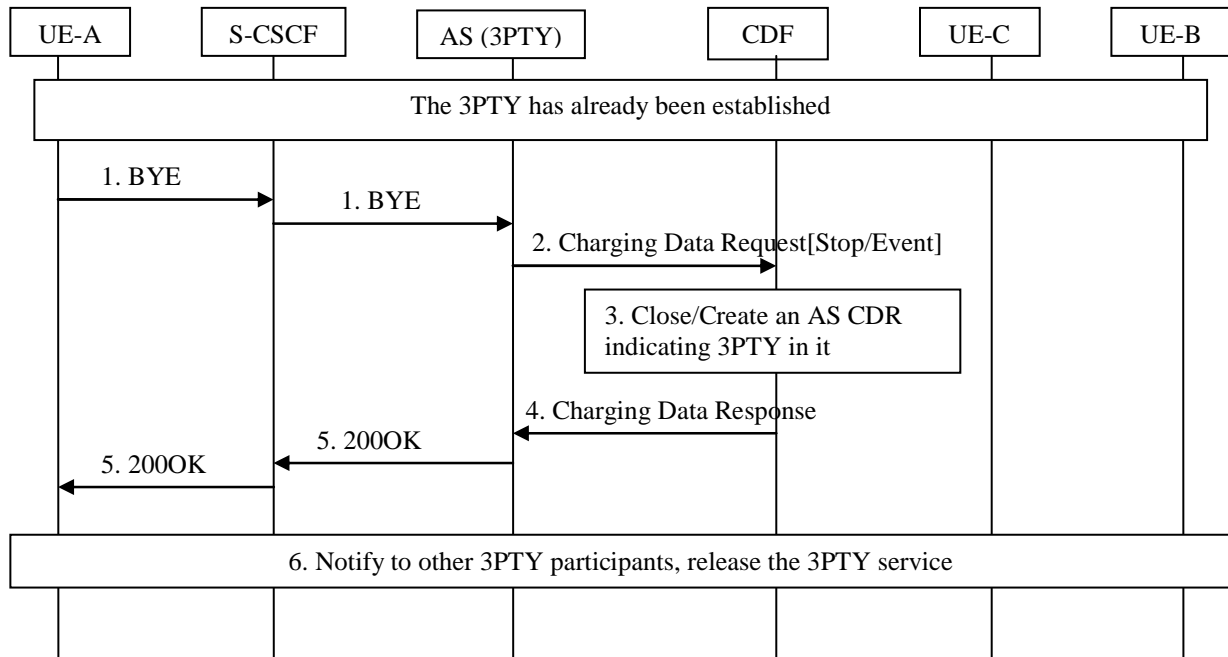 UE-A
S-CSCF
AS (3PTY)
CDF
UE-C
UE-B
The 3PTY has already been established
1. BYE
1. BYE
2. Charging Data Request[Stop/Event]
3. Close/Create an AS CDR
indicating 3PTY in it
4. Charging Data Response
5. 200OK
5. 200OK
6. Notify to other 3PTY participants, release the 3PTY service